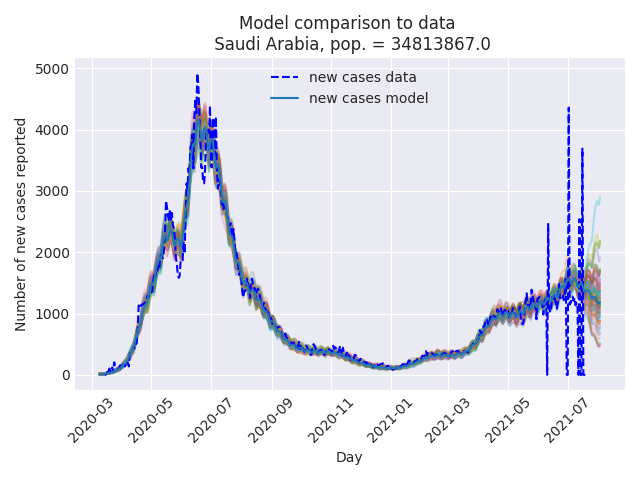 Model comparison to data
Saudi Arabia, pop. = 34813867.0
new cases data
new cases model
Number of new cases reported
5000
4000
3000
2000
1000
0
2020-03
2020-05
2020-07
2020-09
2020-11
2021-01
2021-03
2021-05
2021-07
Day